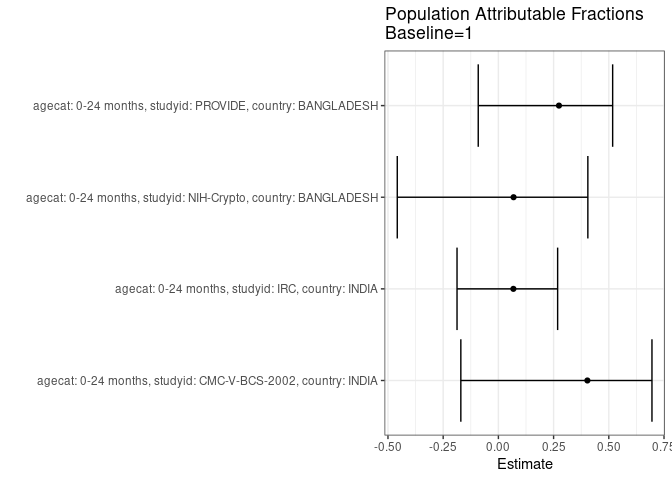 Population Attributable Fractions
Baseline=1
agecat: 0-24 months, studyid: PROVIDE, country: BANGLADESH
agecat: 0-24 months, studyid: NIH-Crypto, country: BANGLADESH
agecat: 0-24 months, studyid: IRC, country: INDIA
agecat: 0-24 months, studyid: CMC-V-BCS-2002, country: INDIA
-0.50 -0.25 0.00 0.25 0.50 0.75
Estimate